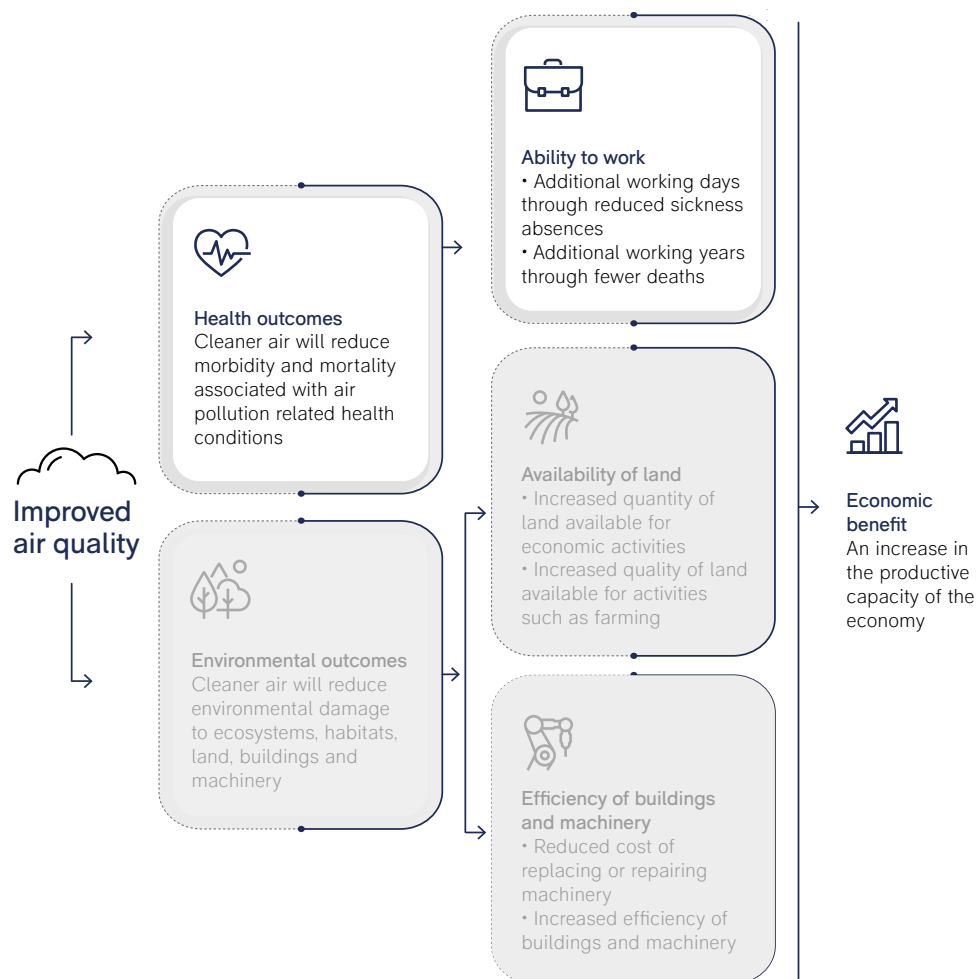 Improved
air quality
Health outcomes
Cleaner air will reduce
morbidity and mortality
associated with air
pollution related health
conditions
Environmental outcomes
Cleaner air will reduce
environmental damage
to ecosystems, habitats,
land, buildings and
machinery
Ability to work
• Additional working days
through reduced sickness
absences
• Additional working years
through fewer deaths
Availability of land
• Increased quantity of
land available for
economic activities
• Increased quality of land
available for activities
such as farming
Efficiency of buildings
and machinery
• Reduced cost of
replacing or repairing
machinery
• Increased efficiency of
buildings and machinery
Economic
benefit
An increase in
the productive
capacity of the
economy